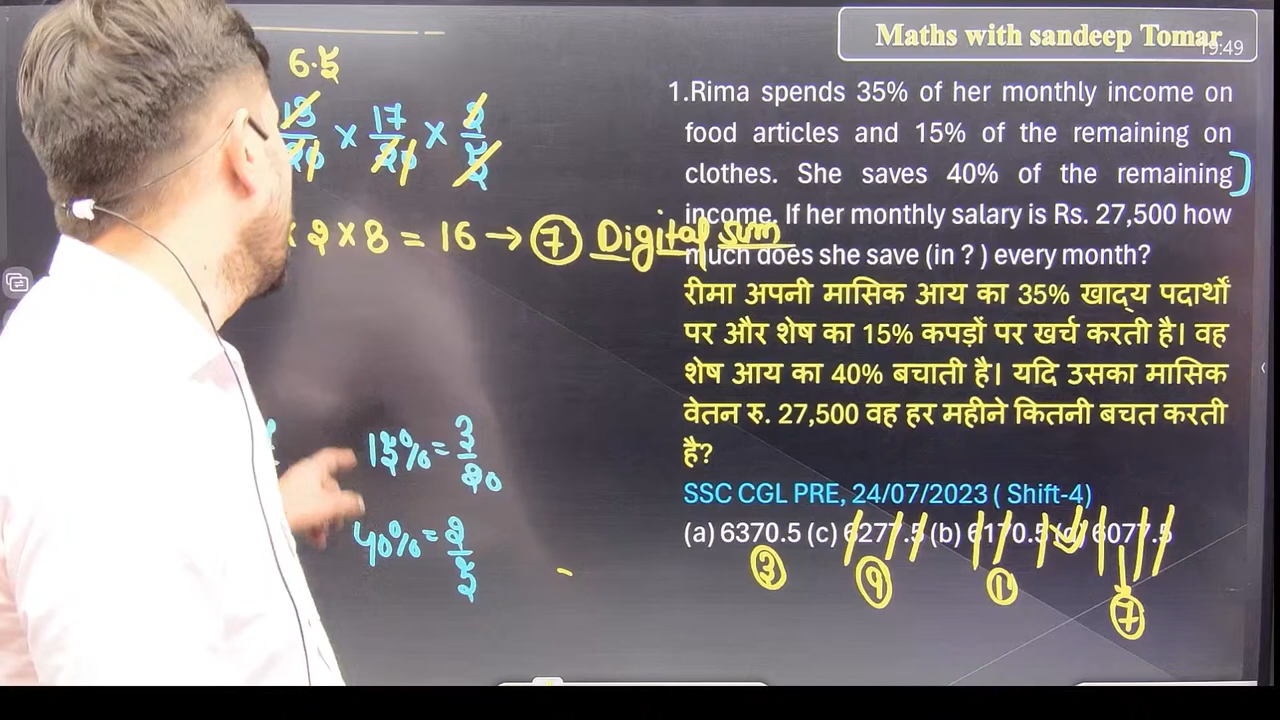 Maths with sandeep Tomar
19:49
1.Rima spends 35% of her monthly income on
food articles and 15% of the remaining on
clothes. She saves 40% of the remaining
income. If her monthly salary is Rs. 27,500 how
much does she save (in ? ) every month?
रीमा अपनी मासिक आय का 35% खाद्य पदार्थों
पर और शेष का 15% कपड़ों पर खर्च करती है। वह
शेष आय का 40% बचाती है। यदि उसका मासिक
वेतन रु. 27,500 वह हर महीने कितनी बचत करती
है?
SSC CGL PRE, 24/07/2023 ( Shift-4)
(a) 6370.5 (c) 6277.5 (b) 6170.5 (d) 6077.5
3 9 1 7
6.5
13/20 × 17/20 × 2/5
× 2 × 8 = 16 → 7 Digital sum
15% = 3/20
40% = 2/5